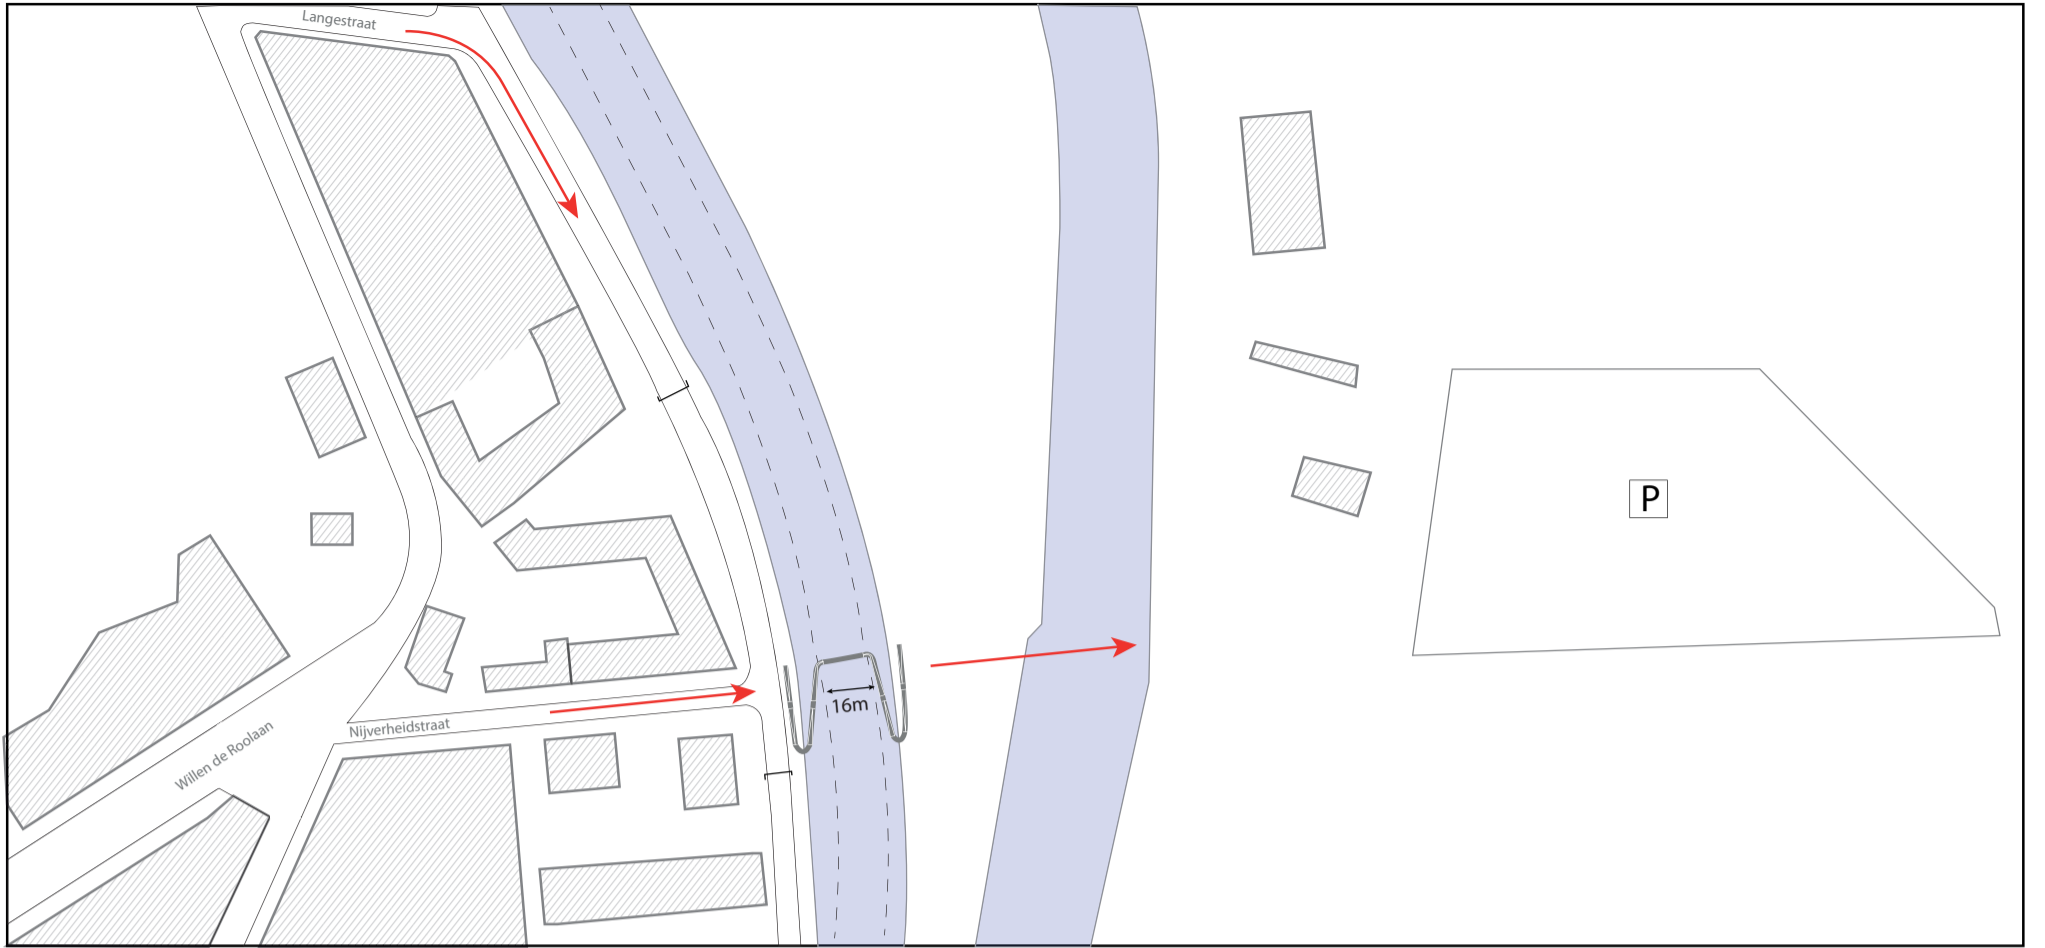 Langestraat
P
16m
Nijverheidstraat
Willen de Roolaan